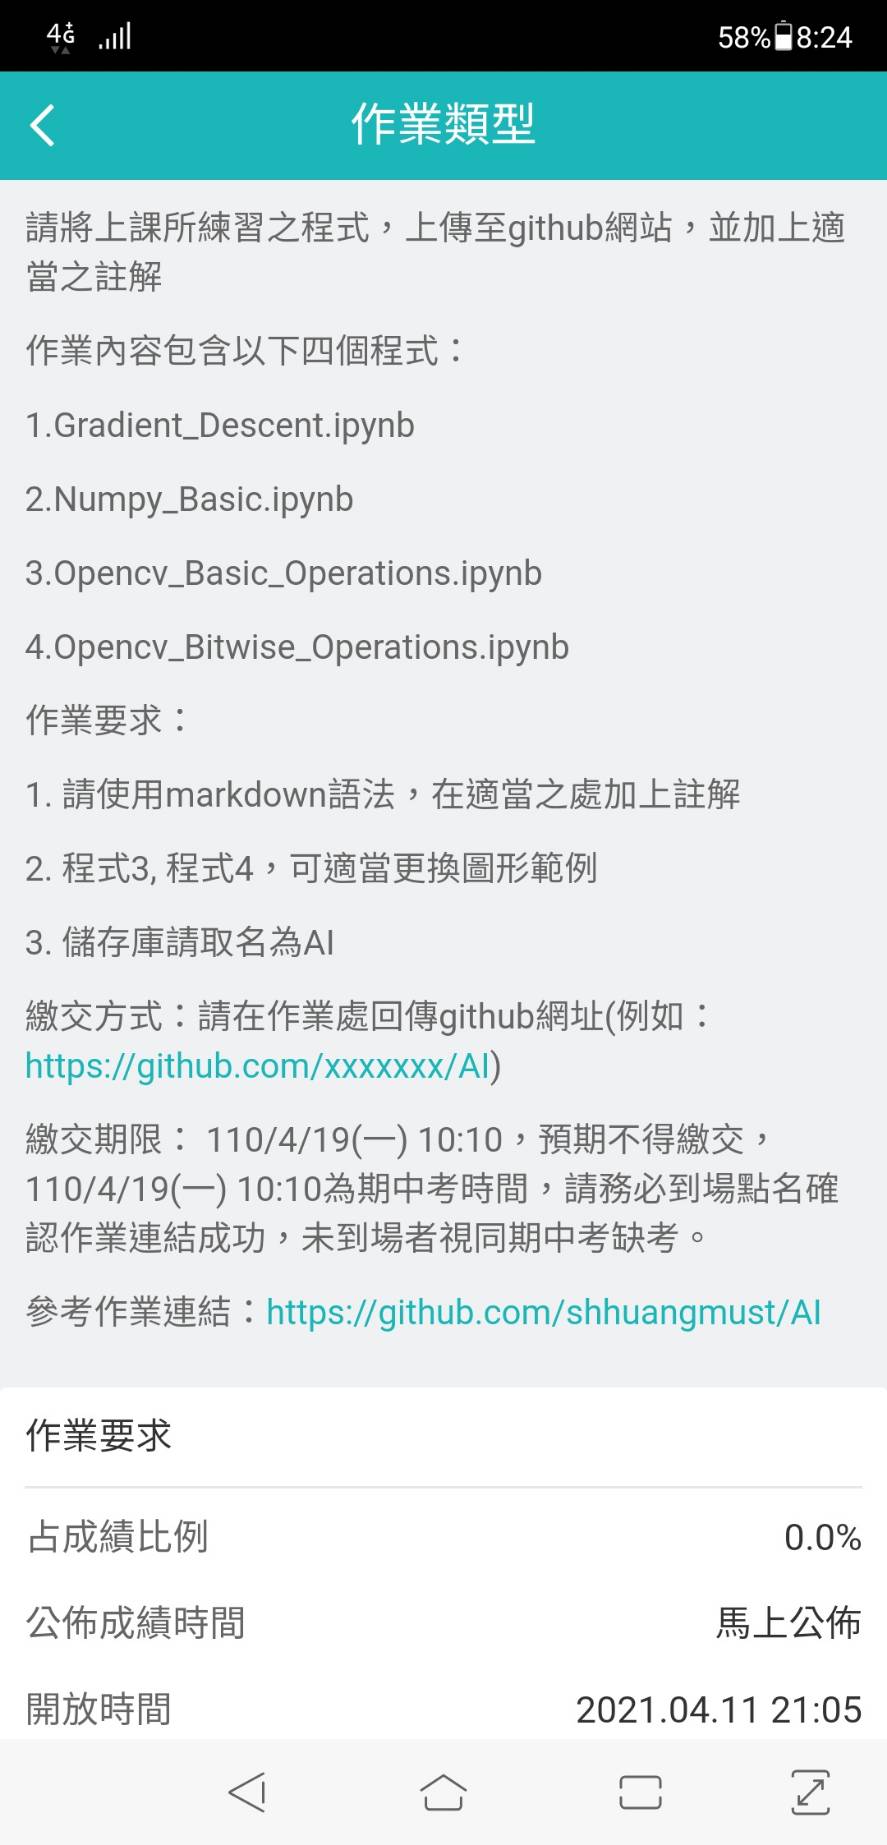 4G+ 58% 8:24
作業類型
請將上課所練習之程式，上傳至github網站，並加上適
當之註解
作業內容包含以下四個程式：
1.Gradient_Descent.ipynb
2.Numpy_Basic.ipynb
3.Opencv_Basic_Operations.ipynb
4.Opencv_Bitwise_Operations.ipynb
作業要求：
1. 請使用markdown語法，在適當之處加上註解
2. 程式3, 程式4，可適當更換圖形範例
3. 儲存庫請取名為AI
繳交方式：請在作業處回傳github網址(例如：
https://github.com/xxxxxxx/AI)
繳交期限： 110/4/19(一) 10:10，預期不得繳交，
110/4/19(一) 10:10為期中考時間，請務必到場點名確
認作業連結成功，未到場者視同期中考缺考。
參考作業連結：https://github.com/shhuangmust/AI
作業要求
占成績比例 0.0%
公佈成績時間 馬上公佈
開放時間 2021.04.11 21:05